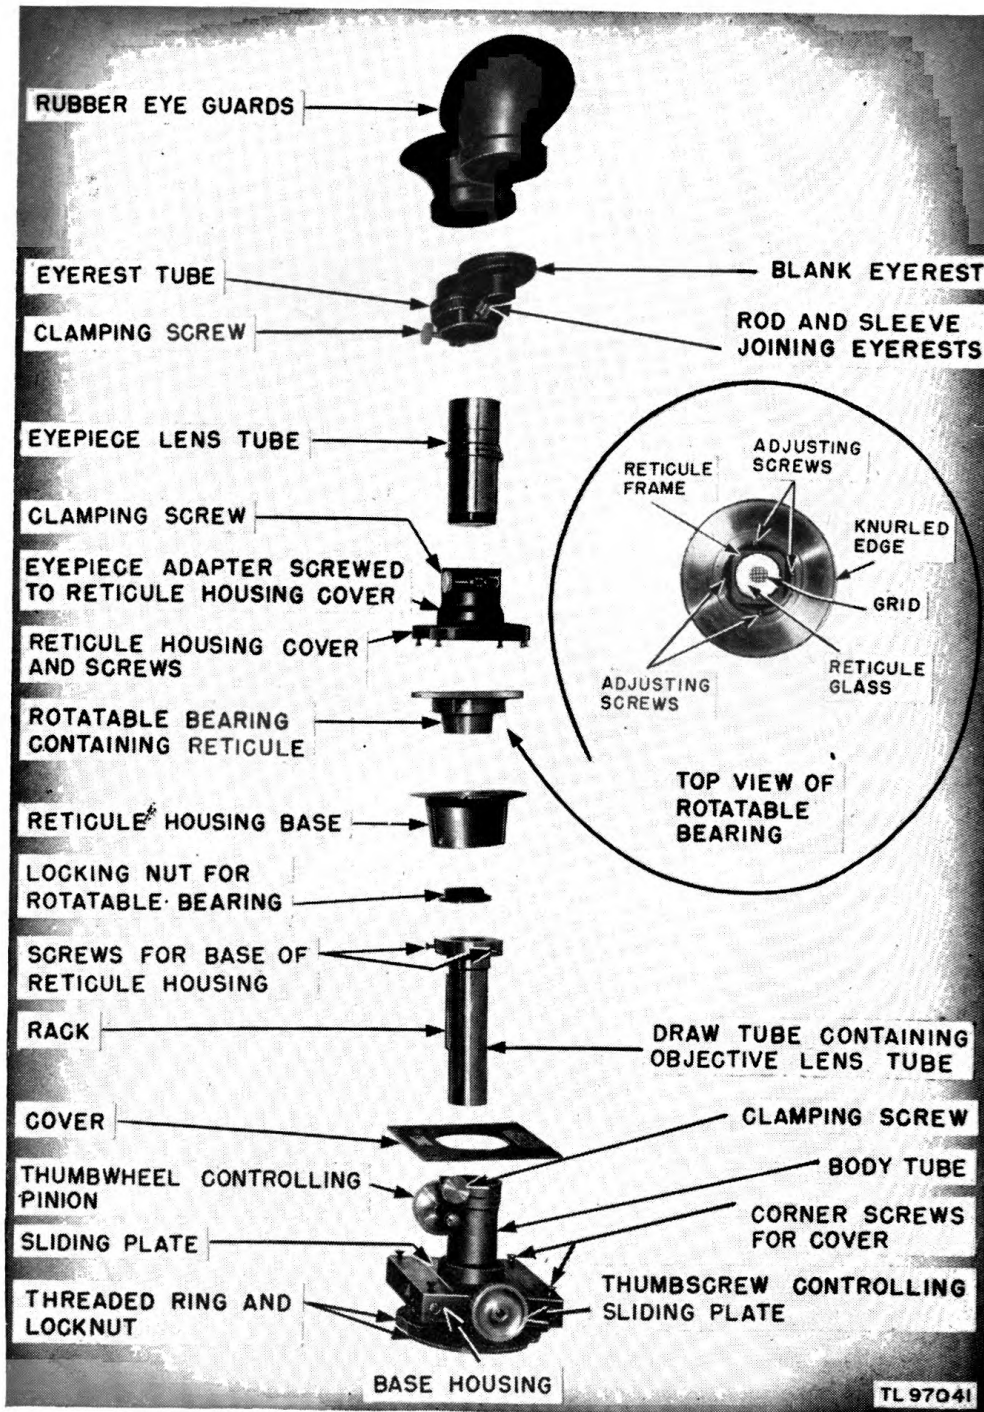 RUBBER EYE GUARDS
EYEREST TUBE
BLANK EYEREST
CLAMPING SCREW
ROD AND SLEEVE
JOINING EYERESTS
EYEPIECE LENS TUBE
CLAMPING SCREW
EYEPIECE ADAPTER SCREWED
TO RETICULE HOUSING COVER
RETICULE HOUSING COVER
AND SCREWS
ROTATABLE BEARING
CONTAINING RETICULE
RETICULE HOUSING BASE
LOCKING NUT FOR
ROTATABLE BEARING
SCREWS FOR BASE OF
RETICULE HOUSING
RACK
COVER
THUMBWHEEL CONTROLLING
PINION
SLIDING PLATE
THREADED RING AND
LOCKNUT
BASE HOUSING
ADJUSTING
SCREWS
RETICULE
FRAME
KNURLED
EDGE
GRID
RETICULE
GLASS
ADJUSTING
SCREWS
TOP VIEW OF
ROTATABLE
BEARING
DRAW TUBE CONTAINING
OBJECTIVE LENS TUBE
CLAMPING SCREW
BODY TUBE
CORNER SCREWS
FOR COVER
THUMBSCREW CONTROLLING
SLIDING PLATE
TL 97041